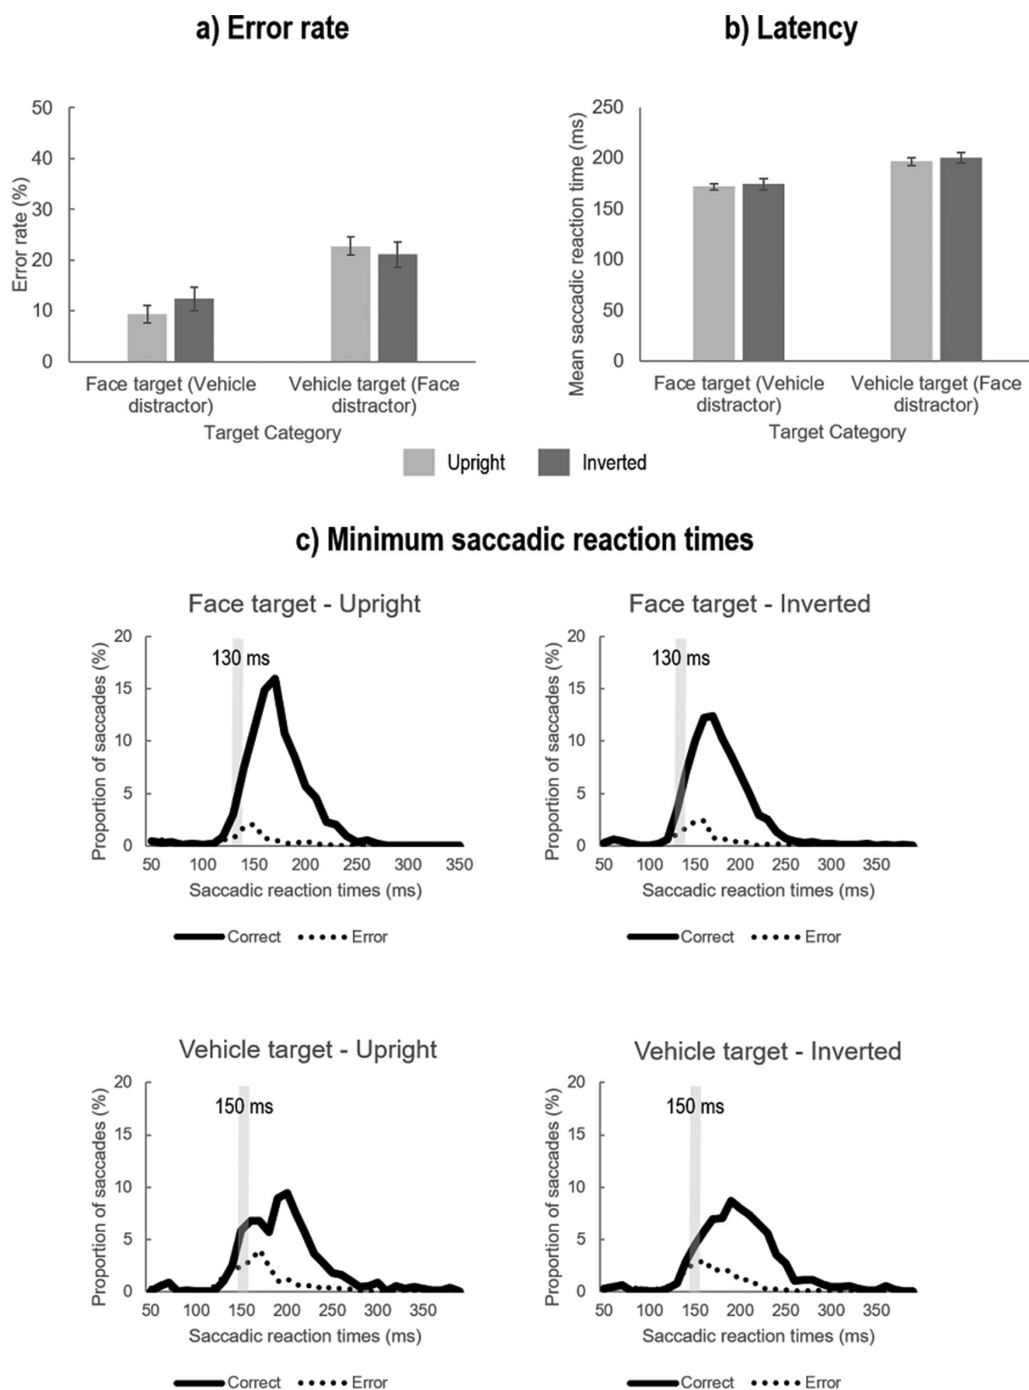 a) Error rate
b) Latency
Error rate (%)
50
40
30
20
10
0
Face target (Vehicle
distractor)
Vehicle target (Face
distractor)
Target Category
Mean saccadic reaction time (ms)
250
200
150
100
50
0
Face target (Vehicle
distractor)
Vehicle target (Face
distractor)
Target Category
Upright
Inverted
c) Minimum saccadic reaction times
Face target - Upright
Proportion of saccades (%)
20
15
10
5
0
130 ms
50 100 150 200 250 300 350
Saccadic reaction times (ms)
Correct
Error
Face target - Inverted
Proportion of saccades (%)
20
15
10
5
0
130 ms
50 100 150 200 250 300 350
Saccadic reaction times (ms)
Correct
Error
Vehicle target - Upright
Proportion of saccades (%)
20
15
10
5
0
150 ms
50 100 150 200 250 300 350
Saccadic reaction times (ms)
Correct
Error
Vehicle target - Inverted
Proportion of saccades (%)
20
15
10
5
0
150 ms
50 100 150 200 250 300 350
Saccadic reaction times (ms)
Correct
Error